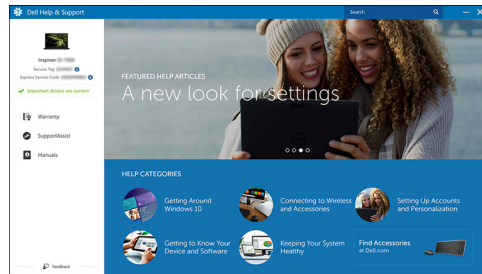 Dell Help & Support
Search
Inspiron
Service Tag
Express Service Code
Important drivers are current
Warranty
SupportAssist
Manuals
Feedback
FEATURED HELP ARTICLES
A new look for settings
HELP CATEGORIES
Getting Around
Windows 10
Connecting to Wireless
and Accessories
Setting Up Accounts
and Personalization
Getting to Know Your
Device and System
Keeping Your System
Healthy
Find Accessories
at Dell.com